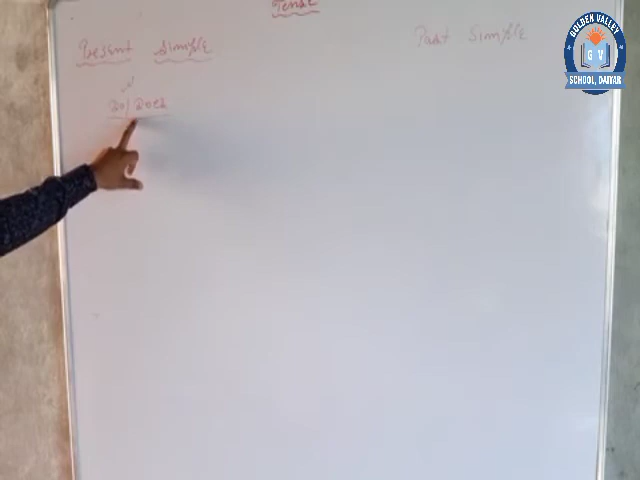 Tense
Present Simple
Past Simple
Do/Does
GOLDEN VALLEY
G V
SCHOOL, DAIYAR